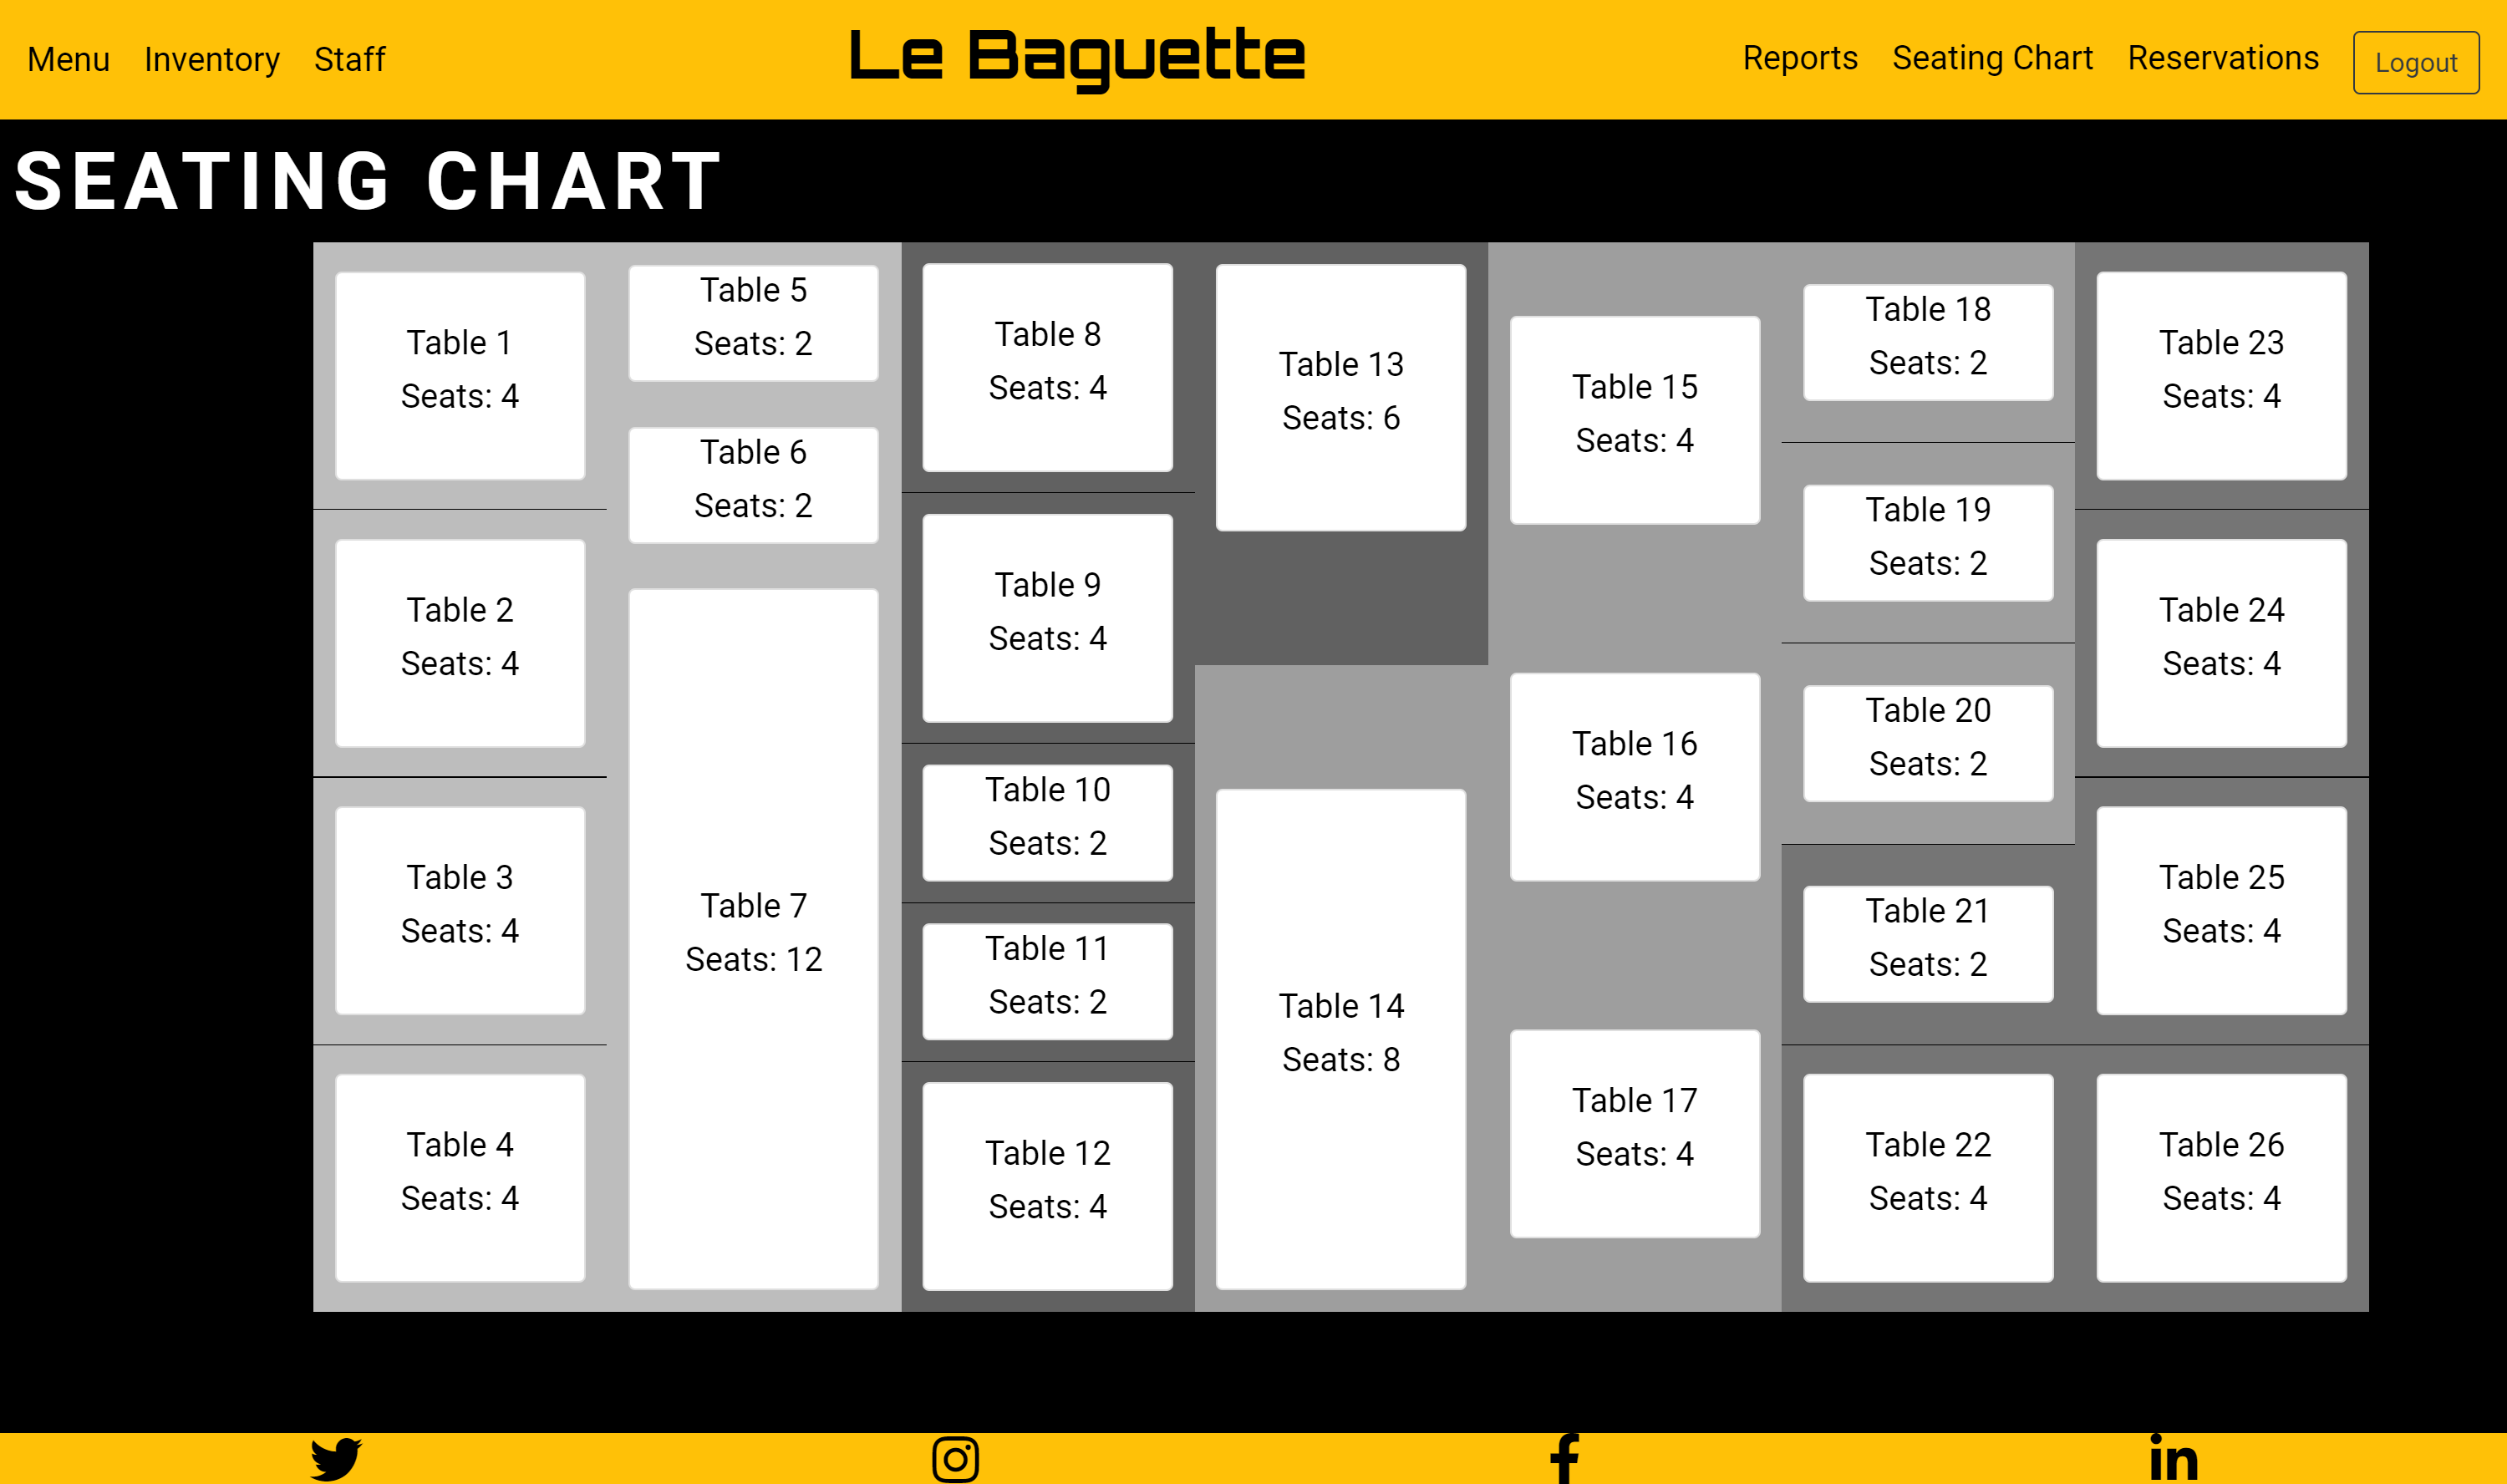 Menu Inventory Staff
Le Baguette
Reports Seating Chart Reservations Logout
SEATING CHART
Table 1
Seats: 4
Table 2
Seats: 4
Table 3
Seats: 4
Table 4
Seats: 4
Table 5
Seats: 2
Table 6
Seats: 2
Table 7
Seats: 12
Table 8
Seats: 4
Table 9
Seats: 4
Table 10
Seats: 2
Table 11
Seats: 2
Table 12
Seats: 4
Table 13
Seats: 6
Table 14
Seats: 8
Table 15
Seats: 4
Table 16
Seats: 4
Table 17
Seats: 4
Table 18
Seats: 2
Table 19
Seats: 2
Table 20
Seats: 2
Table 21
Seats: 2
Table 22
Seats: 4
Table 23
Seats: 4
Table 24
Seats: 4
Table 25
Seats: 4
Table 26
Seats: 4